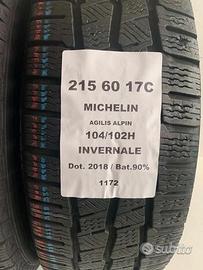 215 60 17C
MICHELIN
AGILIS ALPIN
104/102H
INVERNALE
Dot. 2018 / Bat.90%
1172
subito